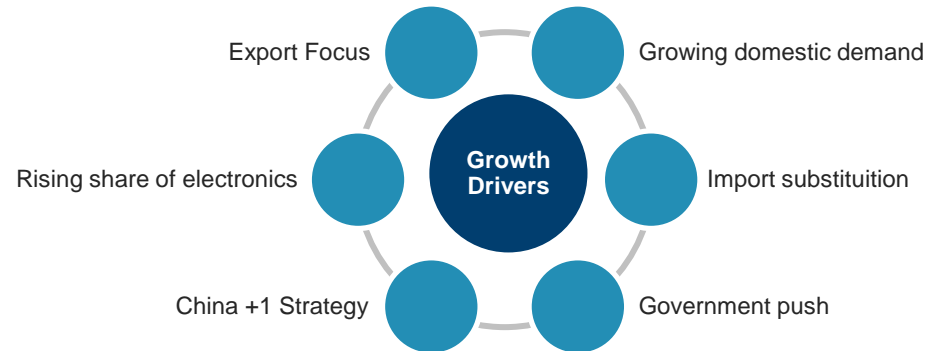 Export Focus
Growing domestic demand
Growth
Drivers
Rising share of electronics
Import substituition
China +1 Strategy
Government push